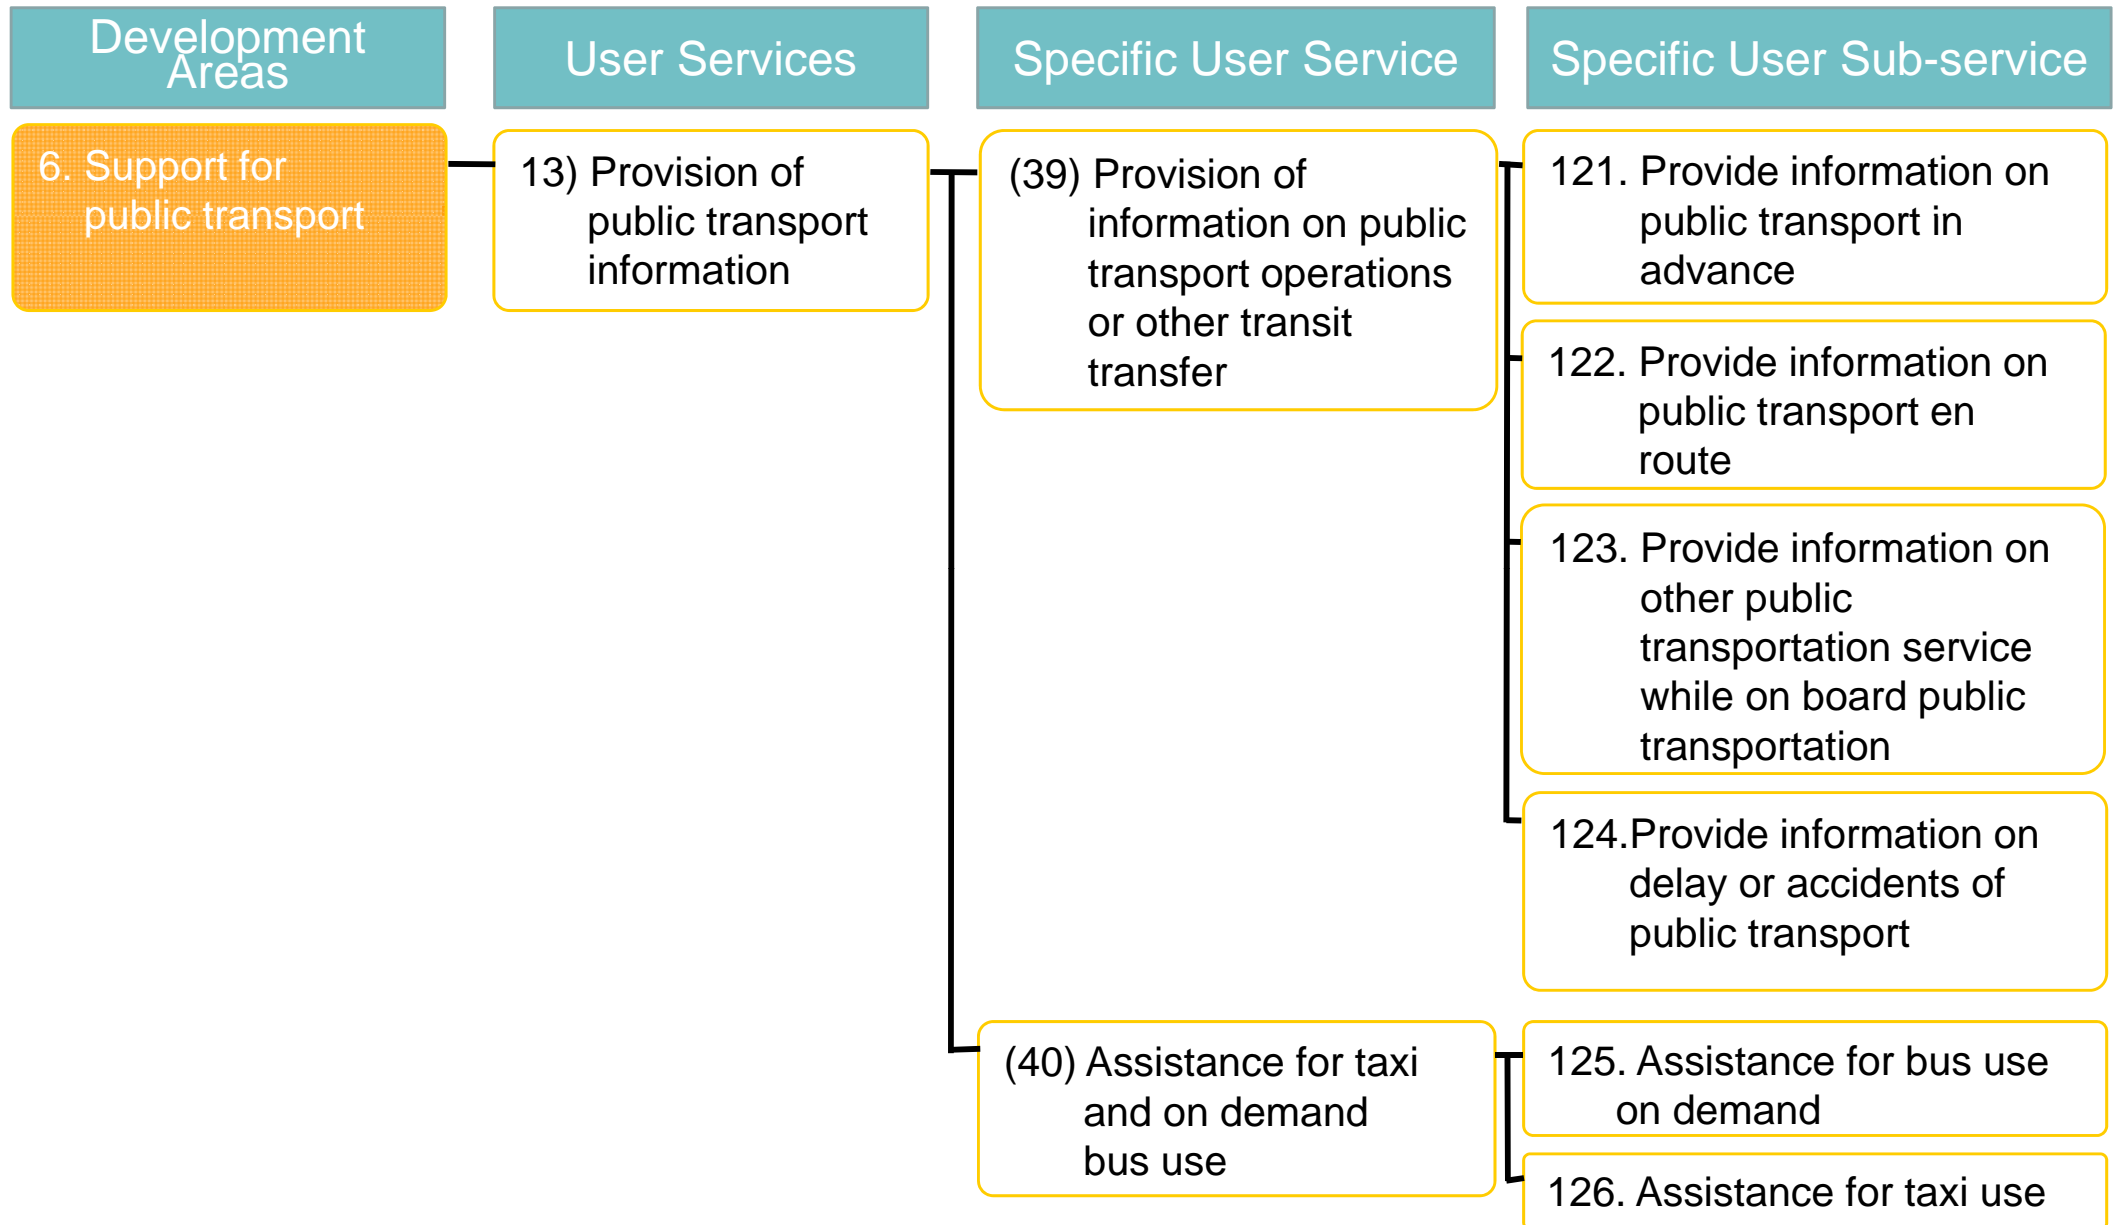 Development
Areas
User Services
Specific User Service
Specific User Sub-service
6. Support for
public transport
13) Provision of
public transport
information
(39) Provision of
information on public
transport operations
or other transit
transfer
121. Provide information on
public transport in
advance
122. Provide information on
public transport en
route
123. Provide information on
other public
transportation service
while on board public
transportation
124.Provide information on
delay or accidents of
public transport
(40) Assistance for taxi
and on demand
bus use
125. Assistance for bus use
on demand
126. Assistance for taxi use